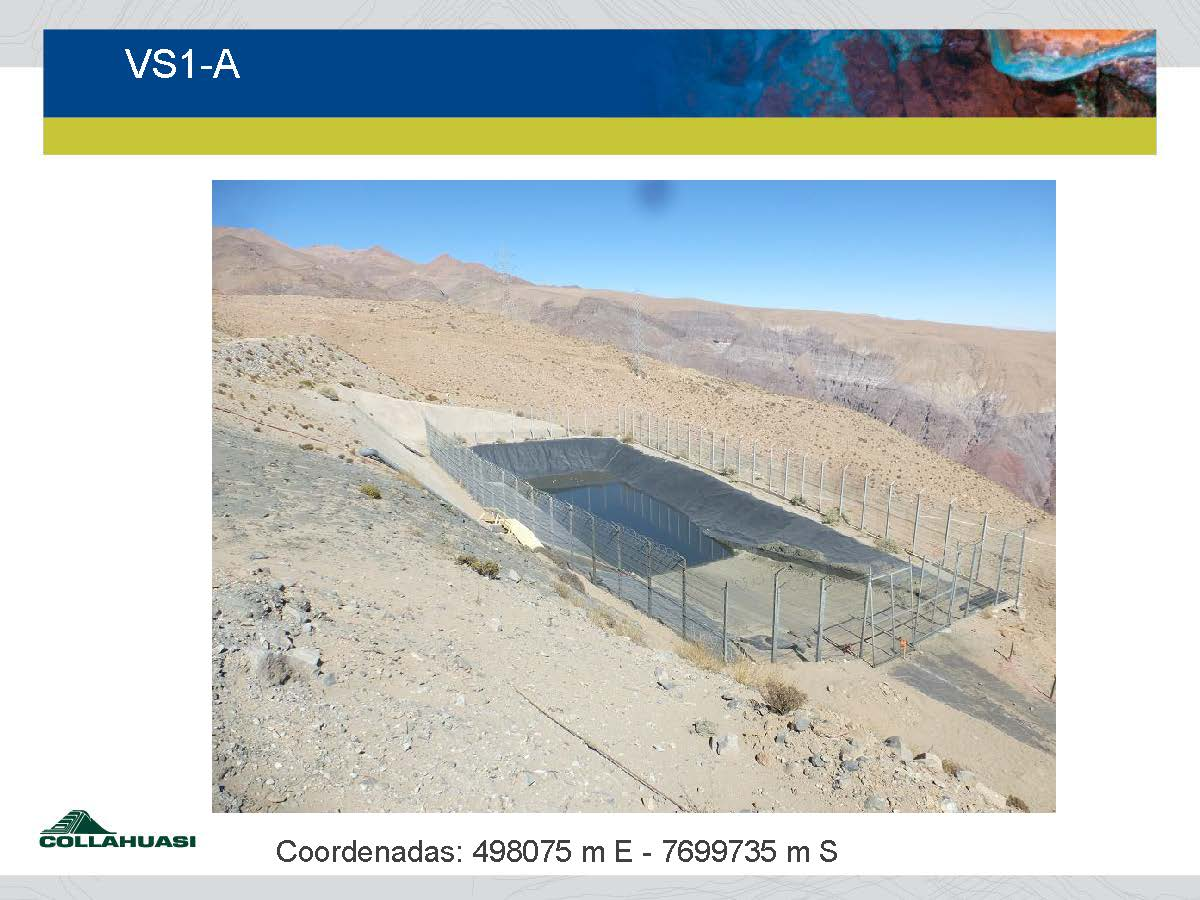 VS1-A
COLLAHUASI
Coordenadas: 498075 m E - 7699735 m S